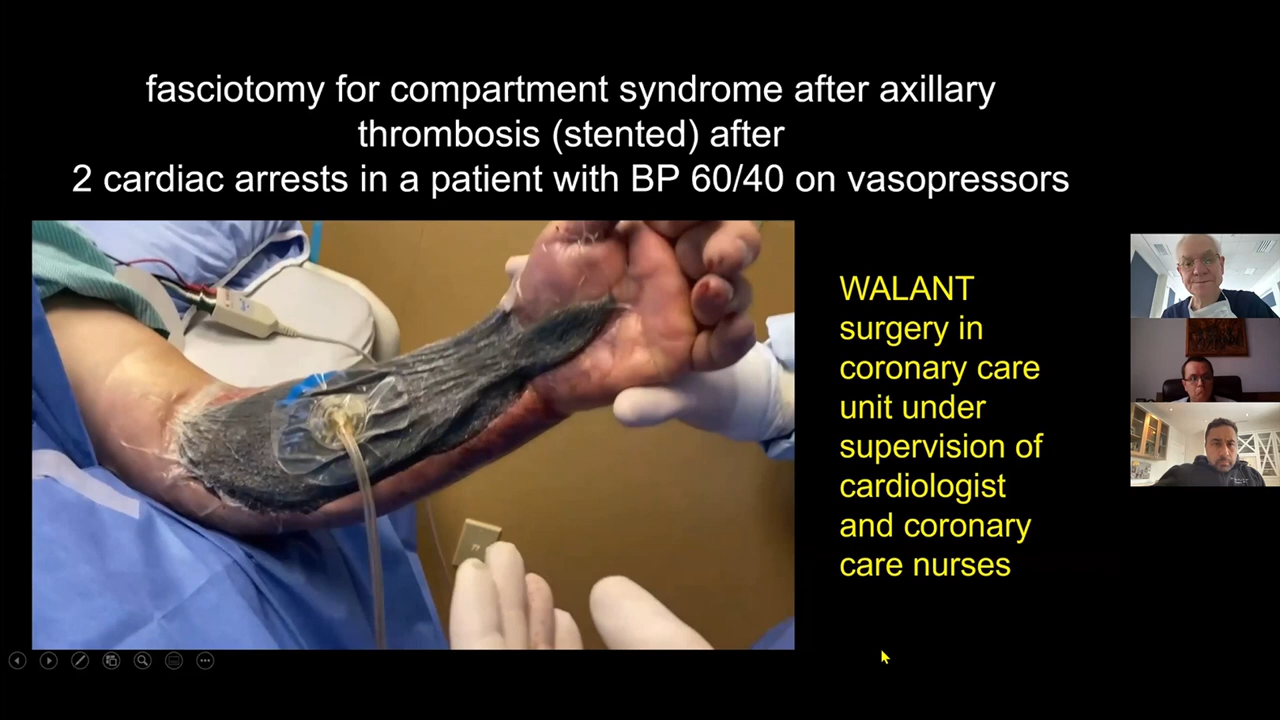 fasciotomy for compartment syndrome after axillary
thrombosis (stented) after
2 cardiac arrests in a patient with BP 60/40 on vasopressors
WALANT
surgery in
coronary care
unit under
supervision of
cardiologist
and coronary
care nurses